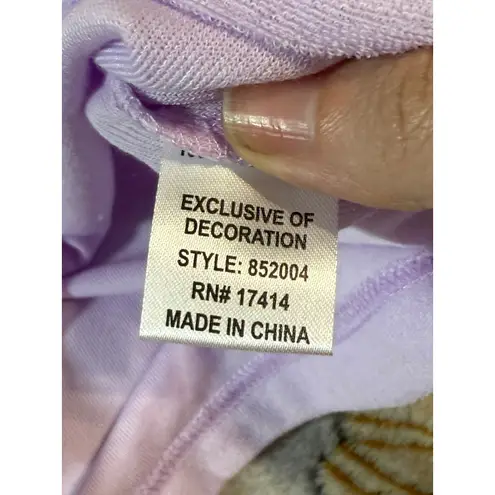 EXCLUSIVE OF
DECORATION
STYLE: 852004
RN# 17414
MADE IN CHINA